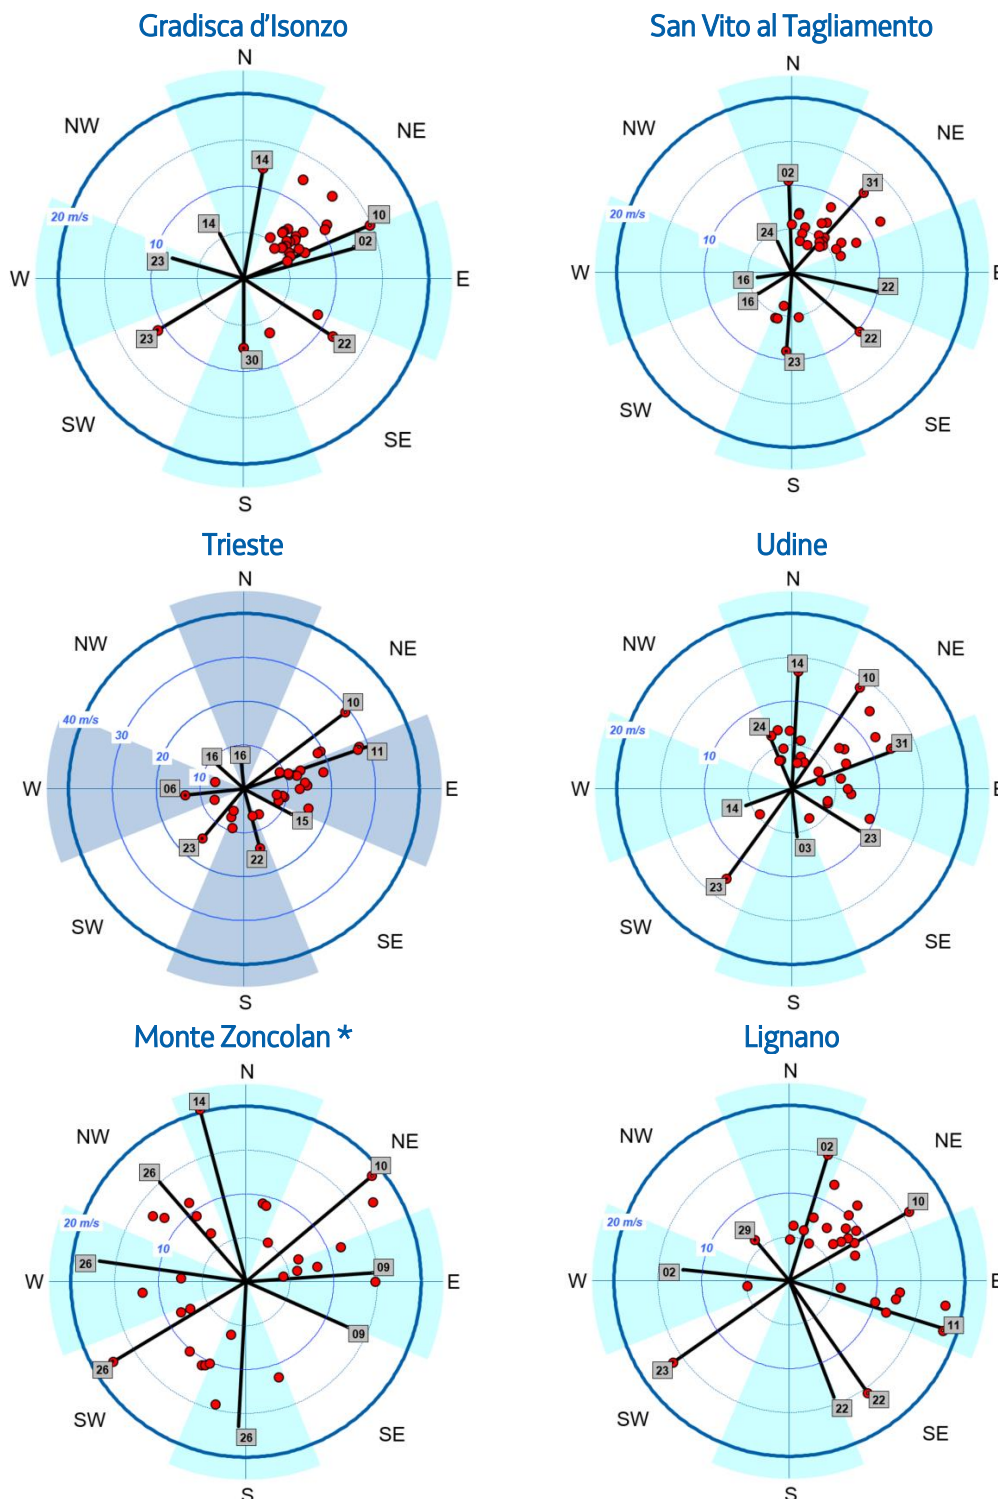 Gradisca d'Isonzo
N
NW
NE
14
20 m/s
10
14
10
02
23
W
E
23
30
22
SW
SE
S
San Vito al Tagliamento
N
NW
NE
02
31
20 m/s
10
24
W
E
16
16
22
22
23
SW
SE
S
Trieste
N
NW
NE
10
40 m/s
30
20
10
16
16
11
W
E
06
15
23
22
SW
SE
S
Udine
N
NW
NE
14
10
20 m/s
10
24
31
W
E
14
23
03
23
SW
SE
S
Monte Zoncolan *
N
14
NW
NE
26
10
20 m/s
10
26
09
W
E
09
26
26
SW
SE
S
Lignano
N
NW
NE
02
10
20 m/s
10
29
02
W
E
11
23
22
22
SW
SE
S